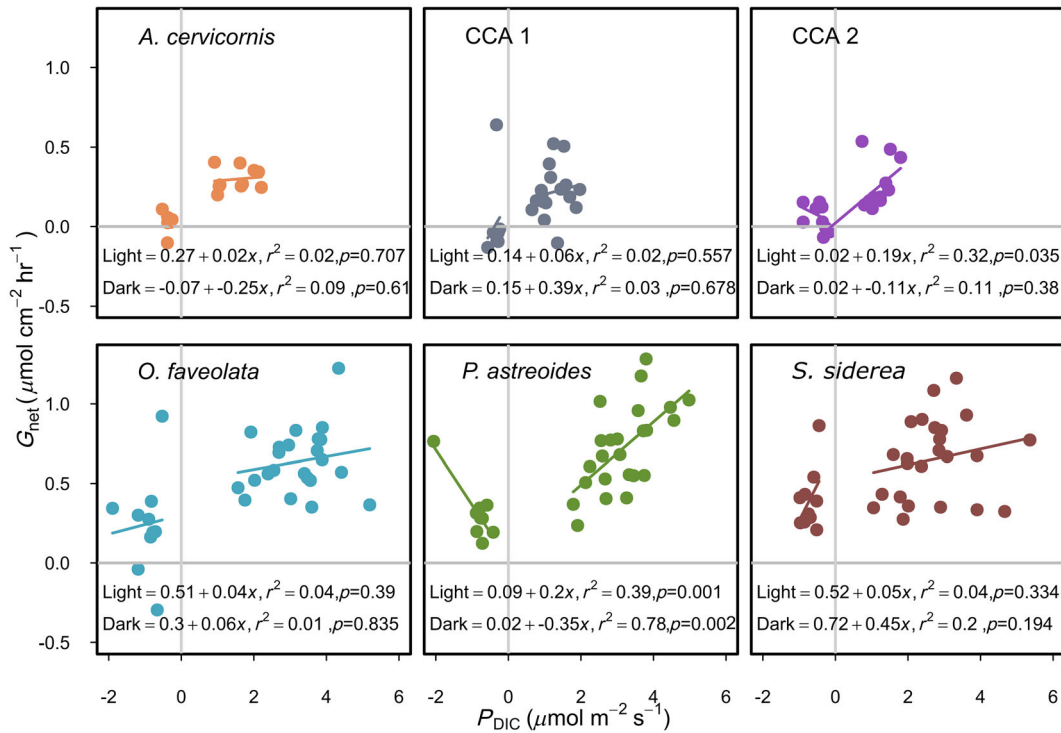 A. cervicornis
CCA 1
CCA 2
1.0
0.5
0.0
0.5
Light = 0.27 + 0.02x, r² = 0.02, p=0.707
Dark = -0.07 + -0.25x, r² = 0.09 ,p=0.61
Light = 0.14 + 0.06x, r² = 0.02, p=0.557
Dark = 0.15 + 0.39x, r² = 0.03 , p=0.678
Light = 0.02 + 0.19x, r² = 0.32, p=0.035
Dark = 0.02 + -0.11x, r² = 0.11 , p=0.38
G net (μmol cm⁻² hr⁻¹)
O. faveolata
P. astreoides
S. siderea
1.0
0.5
0.0
0.5
Light = 0.51 + 0.04x, r² = 0.04,p=0.39
Dark = 0.3 + 0.06x, r² = 0.01 ,p=0.835
Light = 0.09 + 0.2x, r² = 0.39,p=0.001
Dark = 0.02 + -0.35x, r² = 0.78,p=0.002
Light = 0.52 + 0.05x, r² = 0.04,p=0.334
Dark = 0.72 + 0.45x, r² = 0.2 ,p=0.194
-2 0 2 4 6
-2 0 2 4 6
-2 0 2 4 6
P DIC (μmol m⁻² s⁻¹)